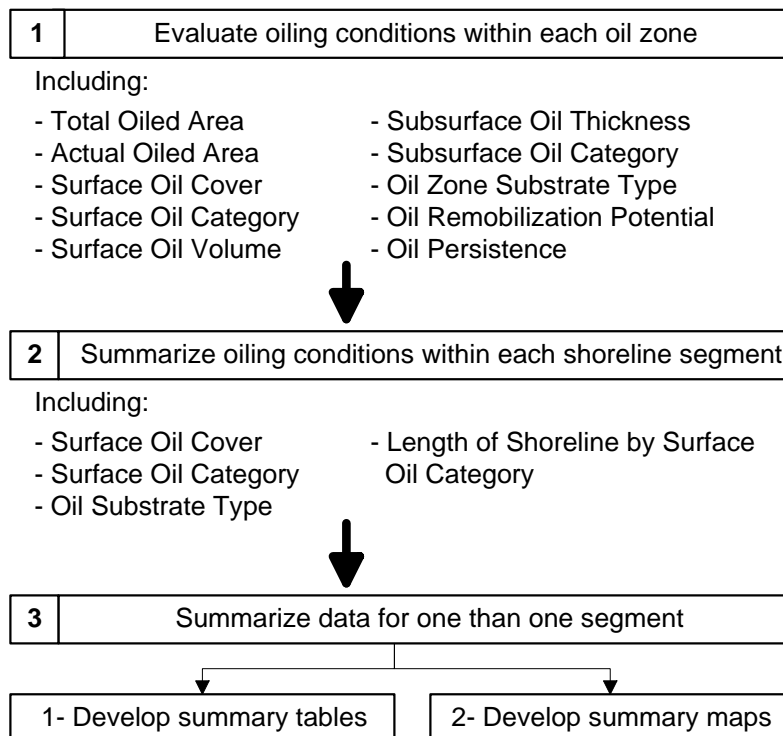 1 Evaluate oiling conditions within each oil zone
Including:
- Total Oiled Area
- Actual Oiled Area
- Surface Oil Cover
- Surface Oil Category
- Surface Oil Volume
- Subsurface Oil Thickness
- Subsurface Oil Category
- Oil Zone Substrate Type
- Oil Remobilization Potential
- Oil Persistence
2 Summarize oiling conditions within each shoreline segment
Including:
- Surface Oil Cover
- Surface Oil Category
- Oil Substrate Type
- Length of Shoreline by Surface
Oil Category
3 Summarize data for one than one segment
1- Develop summary tables
2- Develop summary maps